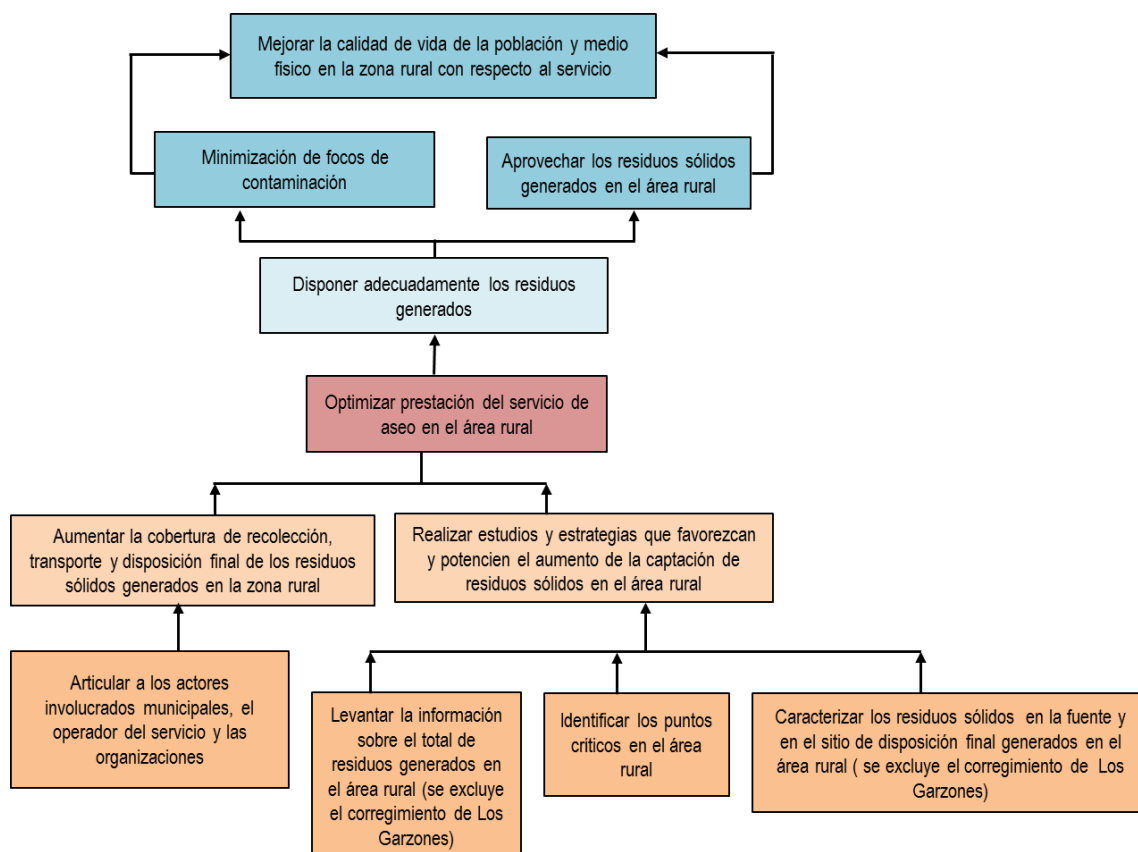 Mejorar la calidad de vida de la población y medio
físico en la zona rural con respecto al servicio
Minimización de focos de
contaminación
Aprovechar los residuos sólidos
generados en el área rural
Disponer adecuadamente los residuos
generados
Optimizar prestación del servicio de
aseo en el área rural
Aumentar la cobertura de recolección,
transporte y disposición final de los residuos
sólidos generados en la zona rural
Realizar estudios y estrategias que favorezcan
y potencien el aumento de la captación de
residuos sólidos en el área rural
Articular a los actores
involucrados municipales, el
operador del servicio y las
organizaciones
Levantar la información
sobre el total de
residuos generados en
el área rural (se excluye
el corregimiento de Los
Garzones)
Identificar los puntos
críticos en el área
rural
Caracterizar los residuos sólidos en la fuente y
en el sitio de disposición final generados en el
área rural ( se excluye el corregimiento de Los
Garzones)